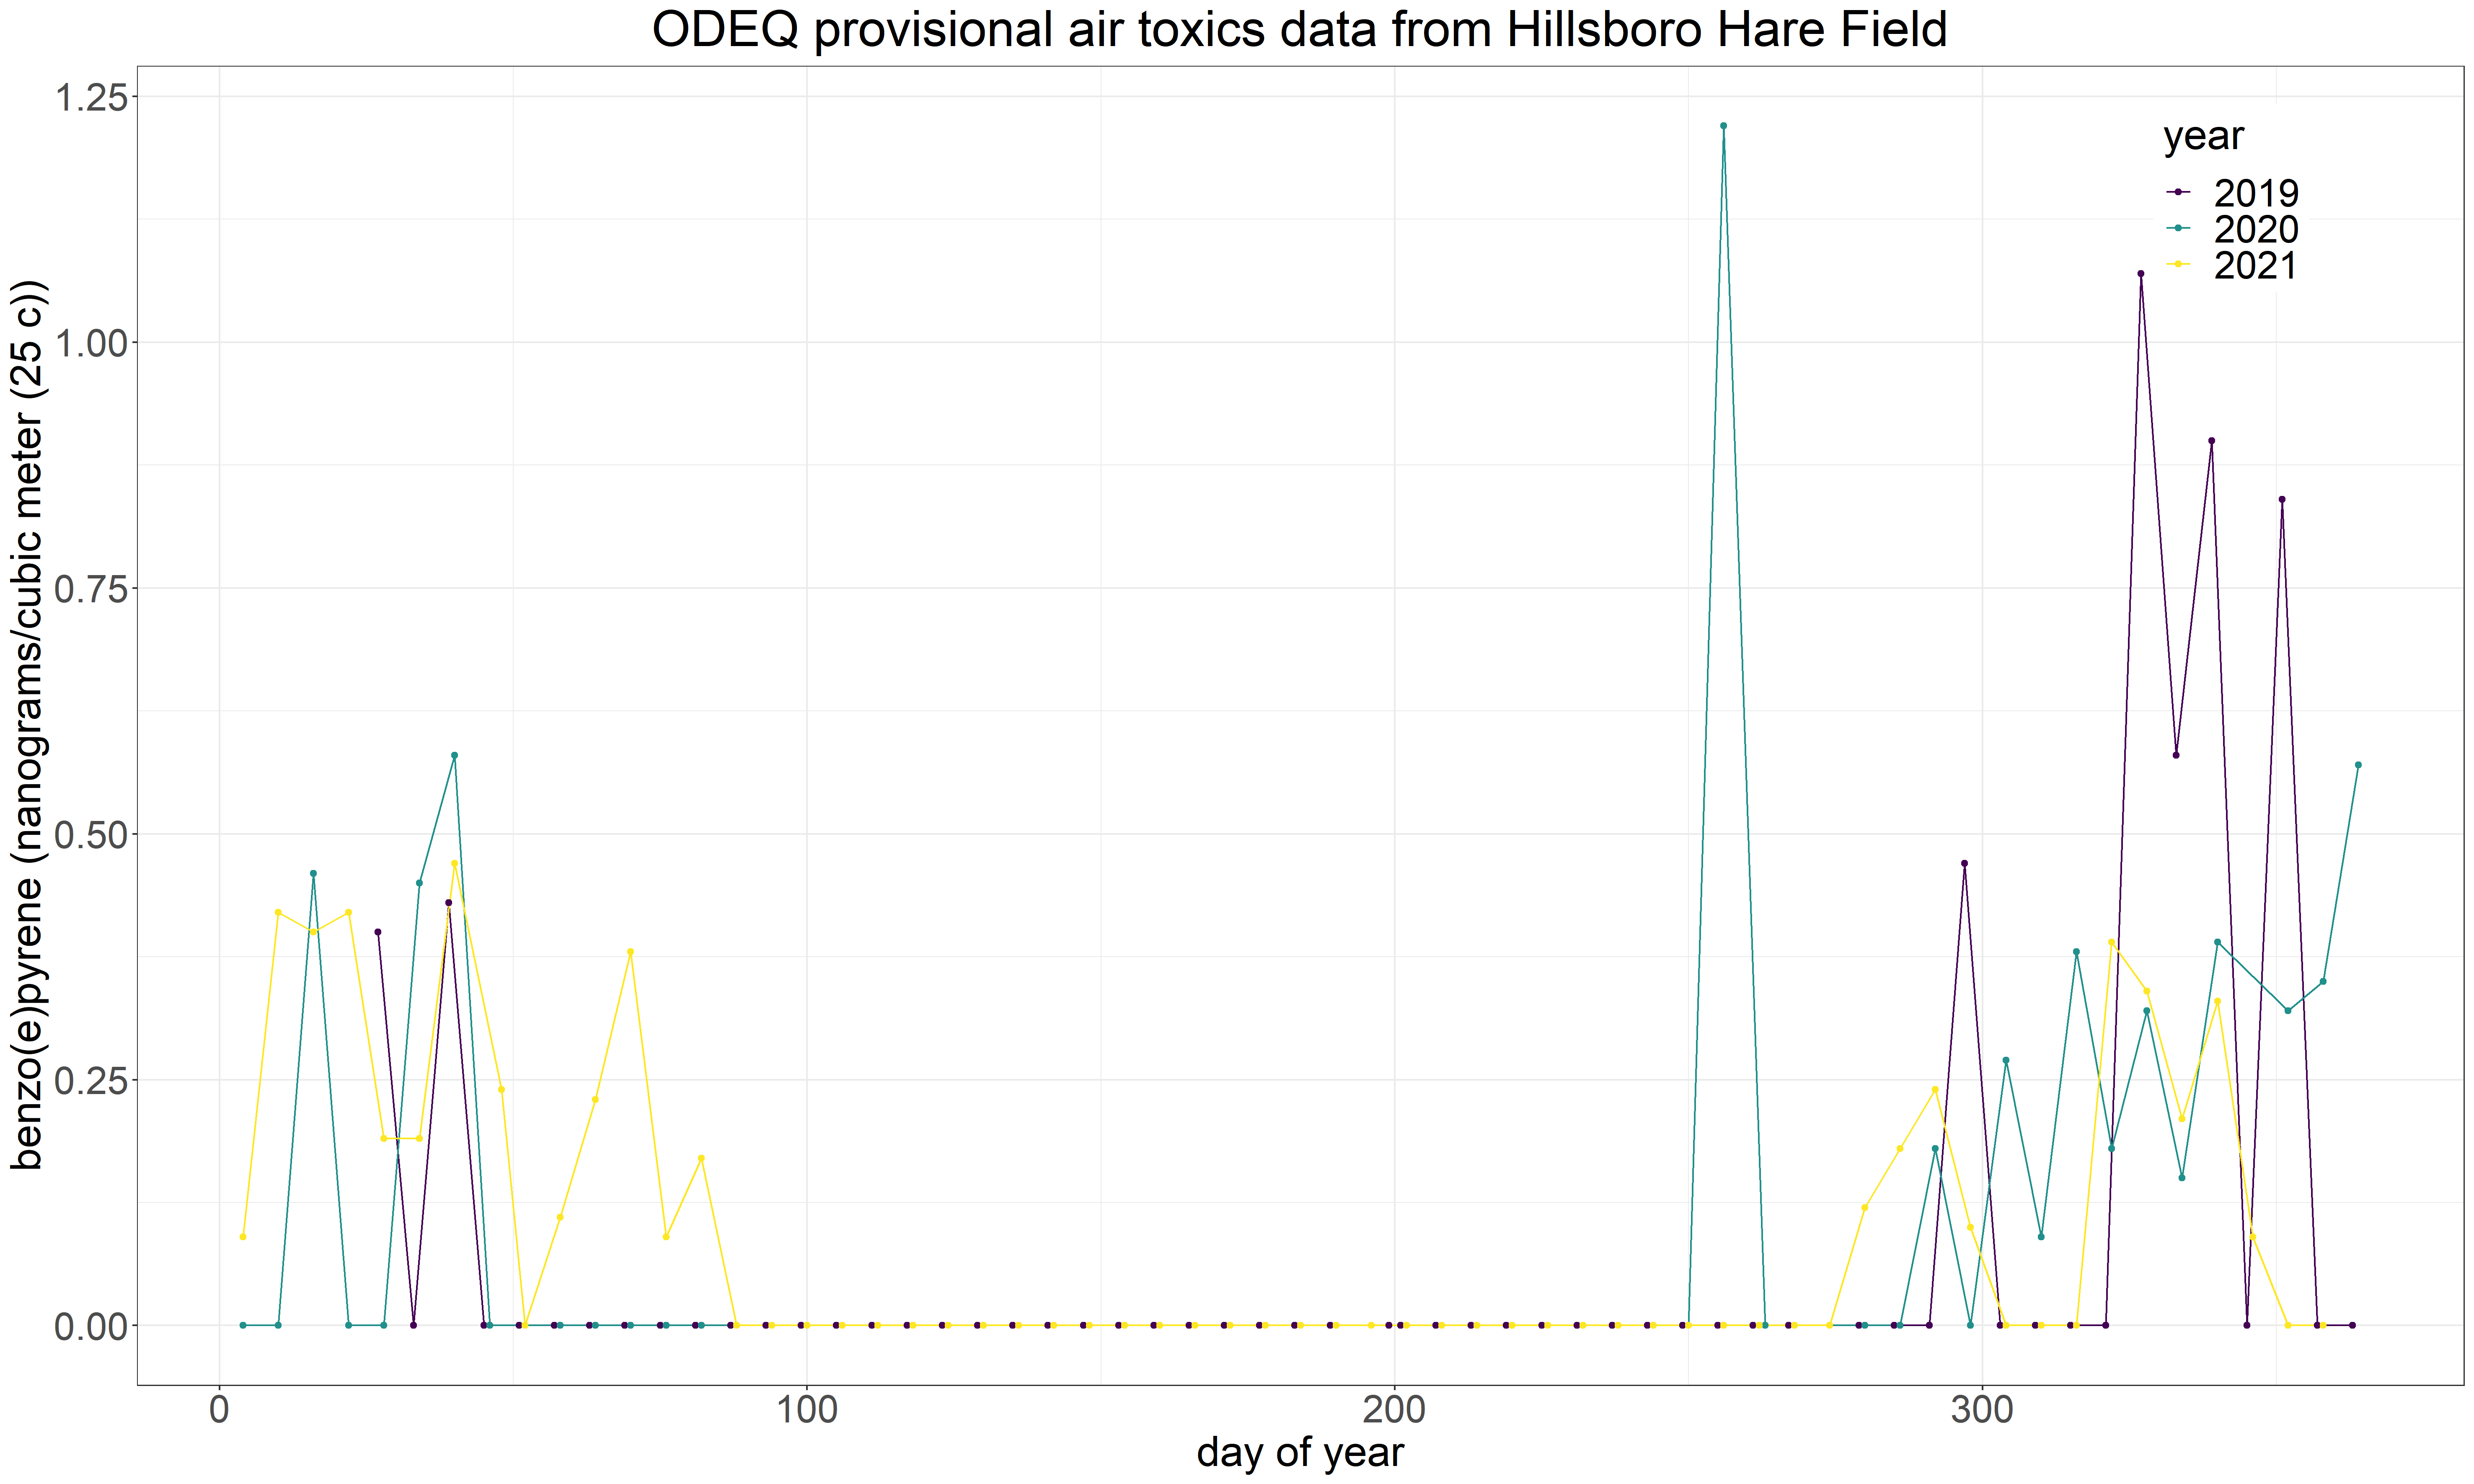 ODEQ provisional air toxics data from Hillsboro Hare Field
benzo(e)pyrene (nanograms/cubic meter (25 c))
1.25
1.00
0.75
0.50
0.25
0.00
year
2019
2020
2021
0 100 200 300
day of year